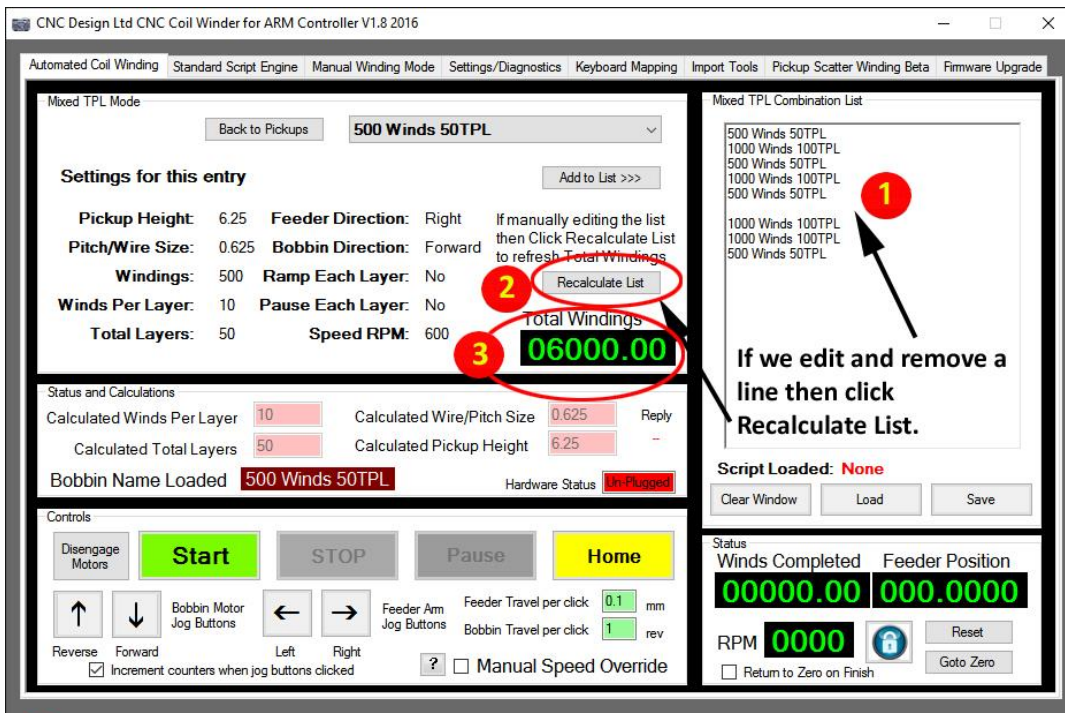 CNC Design Ltd CNC Coil Winder for ARM Controller V1.8 2016
Automated Coil Winding Standard Script Engine Manual Winding Mode Settings/Diagnostics Keyboard Mapping Import Tools Pickup Scatter Winding Beta Firmware Upgrade
Mixed TPL Mode
Back to Pickups 500 Winds 50TPL
Settings for this entry
Add to List >>>
Pickup Height: 6.25 Feeder Direction: Right
Pitch/Wire Size: 0.625 Bobbin Direction: Forward
Windings: 500 Ramp Each Layer: No
Winds Per Layer: 10 Pause Each Layer: No
Total Layers: 50 Speed RPM: 600
If manually editing the list
then Click Recalculate List
to refresh Total Windings
2
Recalculate List
Total Windings
3
06000.00
Mixed TPL Combination List
500 Winds 50TPL
1000 Winds 100TPL
500 Winds 50TPL
1000 Winds 100TPL
500 Winds 50TPL
1000 Winds 100TPL
1000 Winds 100TPL
500 Winds 50TPL
1
If we edit and remove a
line then click
Recalculate List.
Script Loaded: None
Clear Window Load Save
Status and Calculations
Calculated Winds Per Layer 10 Calculated Wire/Pitch Size 0.625 Reply
Calculated Total Layers 50 Calculated Pickup Height 6.25 --
Bobbin Name Loaded 500 Winds 50TPL Hardware Status Un-Plugged
Controls
Disengage
Motors
Start STOP Pause Home
Bobbin Motor
Jog Buttons
Feeder Arm
Jog Buttons
Feeder Travel per click 0.1 mm
Bobbin Travel per click 1 rev
Reverse Forward Left Right
Increment counters when jog buttons clicked
? Manual Speed Override
Status
Winds Completed Feeder Position
00000.00 000.0000
RPM 0000
Reset
Goto Zero
Return to Zero on Finish